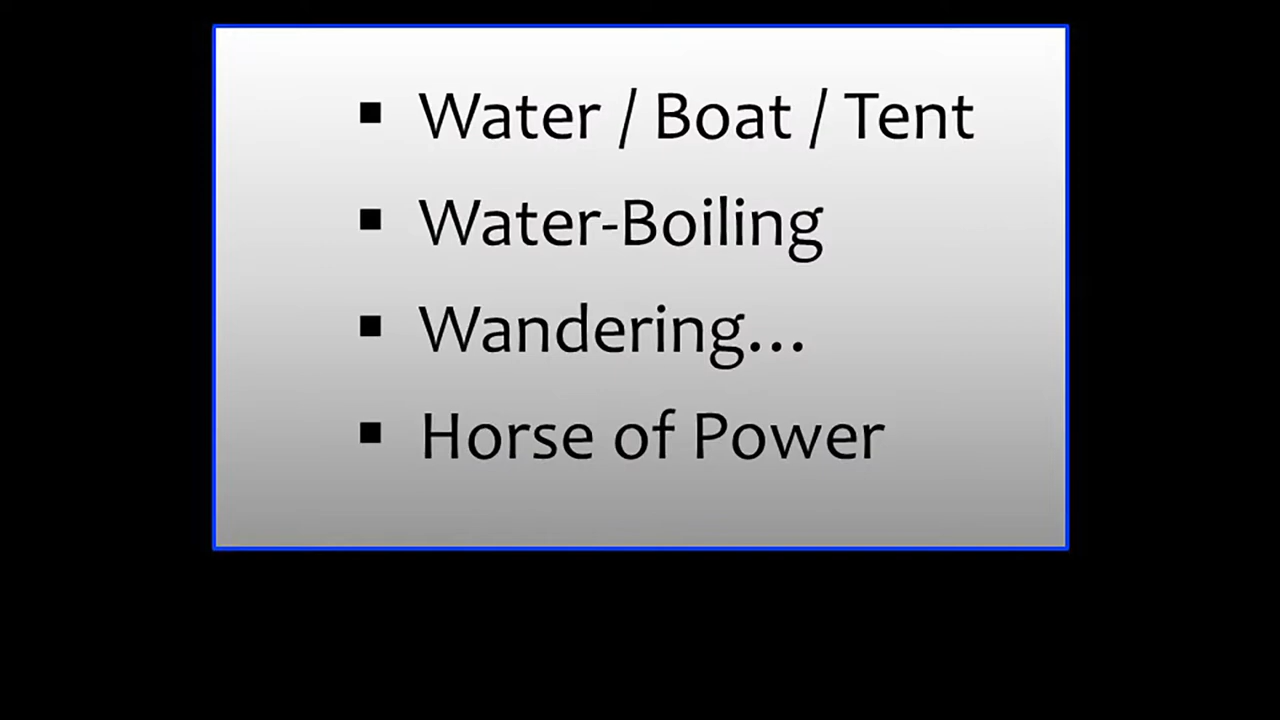 ▪ Water / Boat / Tent
▪ Water-Boiling
▪ Wandering…
▪ Horse of Power